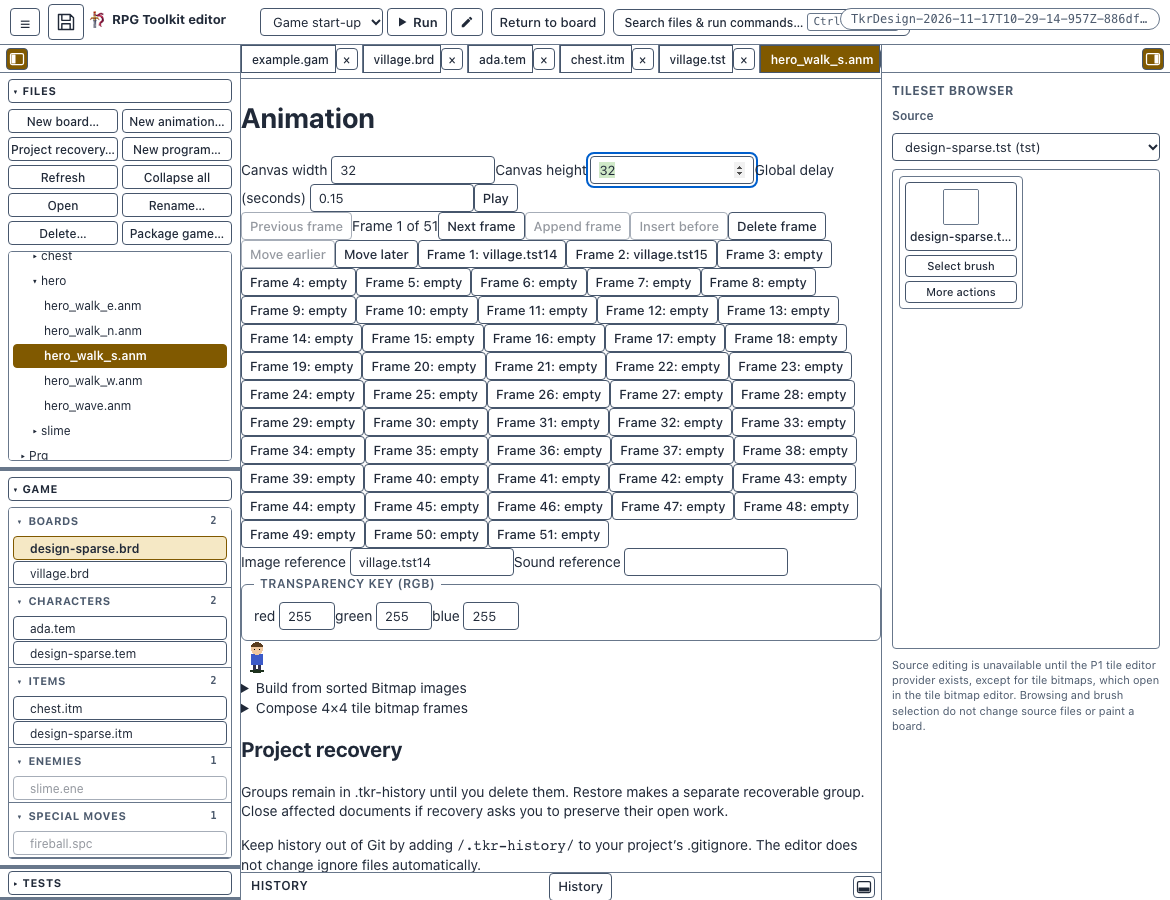 RPG Toolkit editor
Game start-up
Run
Return to board
Search files & run commands... Ctrl
TkrDesign-2026-11-17T10-29-14-957Z-886df…
FILES
New board...
New animation...
Project recovery...
New program...
Refresh
Collapse all
Open
Rename...
Delete...
Package game...
chest
hero
hero_walk_e.anm
hero_walk_n.anm
hero_walk_s.anm
hero_walk_w.anm
hero_wave.anm
slime
Prg
GAME
BOARDS 2
design-sparse.brd
village.brd
CHARACTERS 2
ada.tem
design-sparse.tem
ITEMS 2
chest.itm
design-sparse.itm
ENEMIES 1
slime.ene
SPECIAL MOVES 1
fireball.spc
TESTS
example.gam ×
village.brd ×
ada.tem ×
chest.itm ×
village.tst ×
hero_walk_s.anm
Animation
Canvas width 32 Canvas height 32 Global delay
(seconds) 0.15 Play
Previous frame Frame 1 of 51 Next frame Append frame Insert before Delete frame
Move earlier Move later Frame 1: village.tst14 Frame 2: village.tst15 Frame 3: empty
Frame 4: empty Frame 5: empty Frame 6: empty Frame 7: empty Frame 8: empty
Frame 9: empty Frame 10: empty Frame 11: empty Frame 12: empty Frame 13: empty
Frame 14: empty Frame 15: empty Frame 16: empty Frame 17: empty Frame 18: empty
Frame 19: empty Frame 20: empty Frame 21: empty Frame 22: empty Frame 23: empty
Frame 24: empty Frame 25: empty Frame 26: empty Frame 27: empty Frame 28: empty
Frame 29: empty Frame 30: empty Frame 31: empty Frame 32: empty Frame 33: empty
Frame 34: empty Frame 35: empty Frame 36: empty Frame 37: empty Frame 38: empty
Frame 39: empty Frame 40: empty Frame 41: empty Frame 42: empty Frame 43: empty
Frame 44: empty Frame 45: empty Frame 46: empty Frame 47: empty Frame 48: empty
Frame 49: empty Frame 50: empty Frame 51: empty
Image reference village.tst14 Sound reference
TRANSPARENCY KEY (RGB)
red 255 green 255 blue 255
Build from sorted Bitmap images
Compose 4×4 tile bitmap frames
Project recovery
Groups remain in .tkr-history until you delete them. Restore makes a separate recoverable group.
Close affected documents if recovery asks you to preserve their open work.
Keep history out of Git by adding /.tkr-history/ to your project's .gitignore. The editor does
not change ignore files automatically.
HISTORY
History
TILESET BROWSER
Source
design-sparse.tst (tst)
design-sparse.t...
Select brush
More actions
Source editing is unavailable until the P1 tile editor
provider exists, except for tile bitmaps, which open
in the tile bitmap editor. Browsing and brush
selection do not change source files or paint a
board.